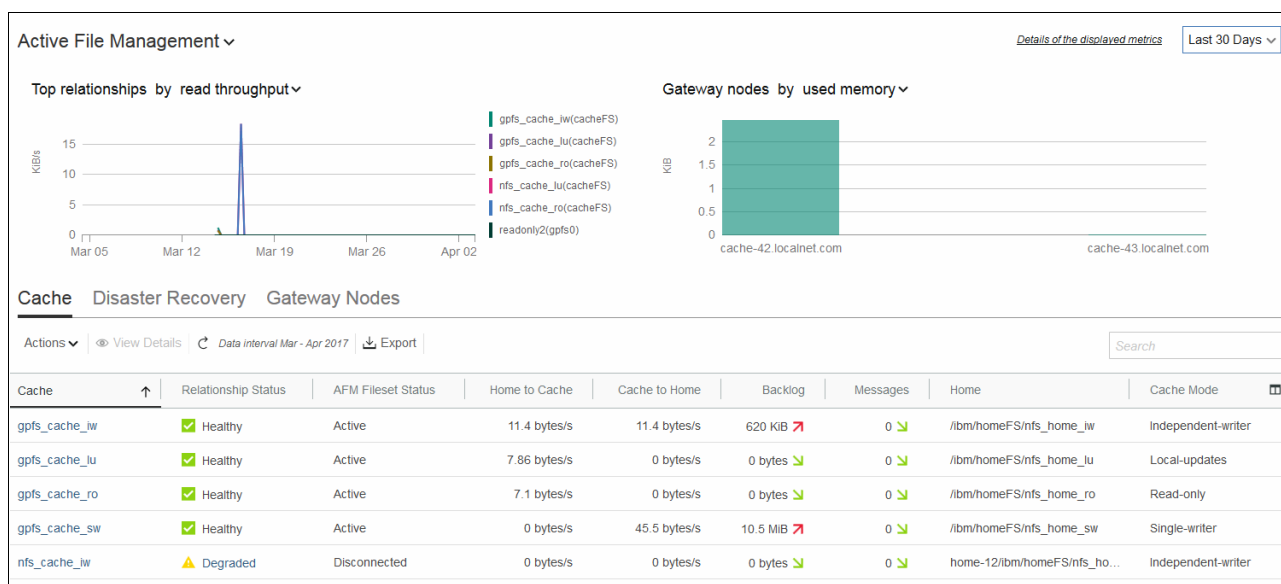 Active File Management
Details of the displayed metrics
Last 30 Days
Top relationships by read throughput
KiB/s
15
10
5
0
Mar 05 Mar 12 Mar 19 Mar 26 Apr 02
gpfs_cache_iw(cacheFS)
gpfs_cache_lu(cacheFS)
gpfs_cache_ro(cacheFS)
nfs_cache_lu(cacheFS)
nfs_cache_ro(cacheFS)
readonly2(gpfs0)
Gateway nodes by used memory
KiB
2
1.5
1
0.5
0
cache-42.localnet.com cache-43.localnet.com
Cache Disaster Recovery Gateway Nodes
Actions View Details Data interval Mar - Apr 2017 Export Search
Cache Relationship Status AFM Fileset Status Home to Cache Cache to Home Backlog Messages Home Cache Mode
gpfs_cache_iw Healthy Active 11.4 bytes/s 11.4 bytes/s 620 KiB 0 /ibm/homeFS/nfs_home_iw Independent-writer
gpfs_cache_lu Healthy Active 7.86 bytes/s 0 bytes/s 0 bytes 0 /ibm/homeFS/nfs_home_lu Local-updates
gpfs_cache_ro Healthy Active 7.1 bytes/s 0 bytes/s 0 bytes 0 /ibm/homeFS/nfs_home_ro Read-only
gpfs_cache_sw Healthy Active 0 bytes/s 45.5 bytes/s 10.5 MiB 0 /ibm/homeFS/nfs_home_sw Single-writer
nfs_cache_iw Degraded Disconnected 0 bytes/s 0 bytes/s 0 bytes 0 home-12/ibm/homeFS/nfs_ho... Independent-writer